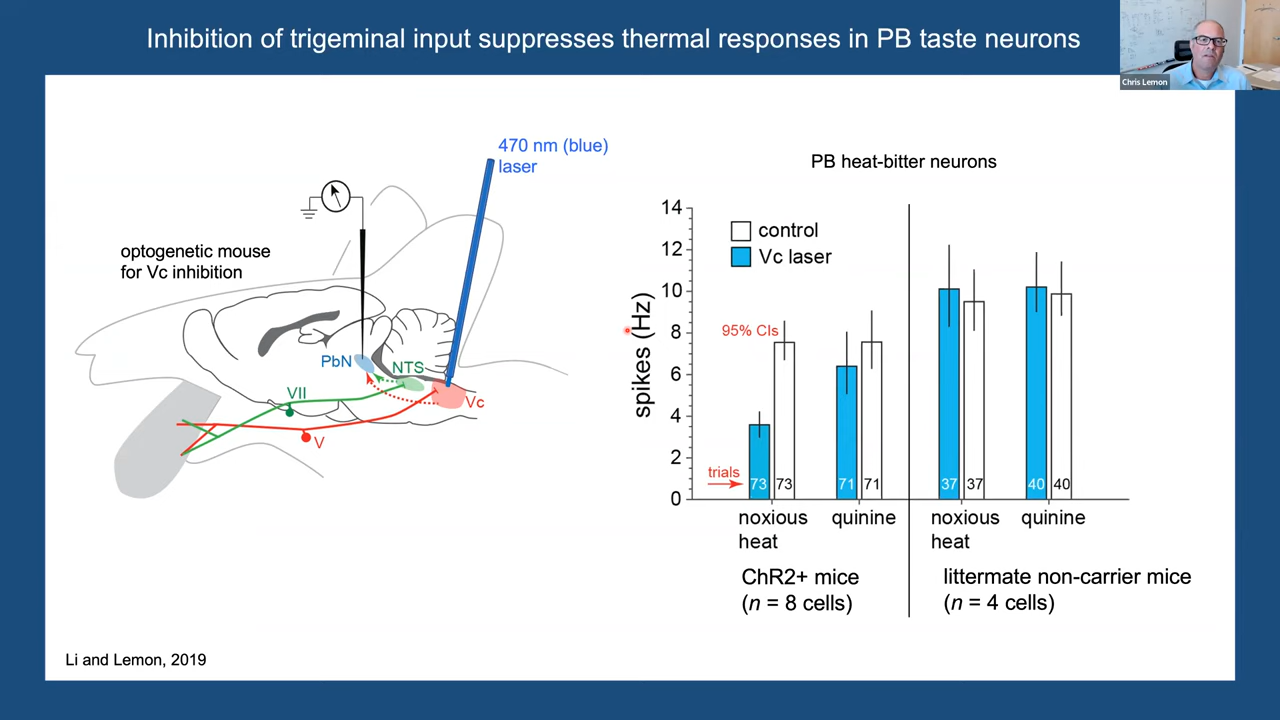 Inhibition of trigeminal input suppresses thermal responses in PB taste neurons
Chris Lemon
470 nm (blue)
laser
optogenetic mouse
for Vc inhibition
PbN
NTS
VII
Vc
V
PB heat-bitter neurons
14
12
10
8
6
4
2
0
spikes (Hz)
control
Vc laser
95% CIs
trials
73 73 71 71 37 37 40 40
noxious
heat
quinine
noxious
heat
quinine
ChR2+ mice
(n = 8 cells)
littermate non-carrier mice
(n = 4 cells)
Li and Lemon, 2019